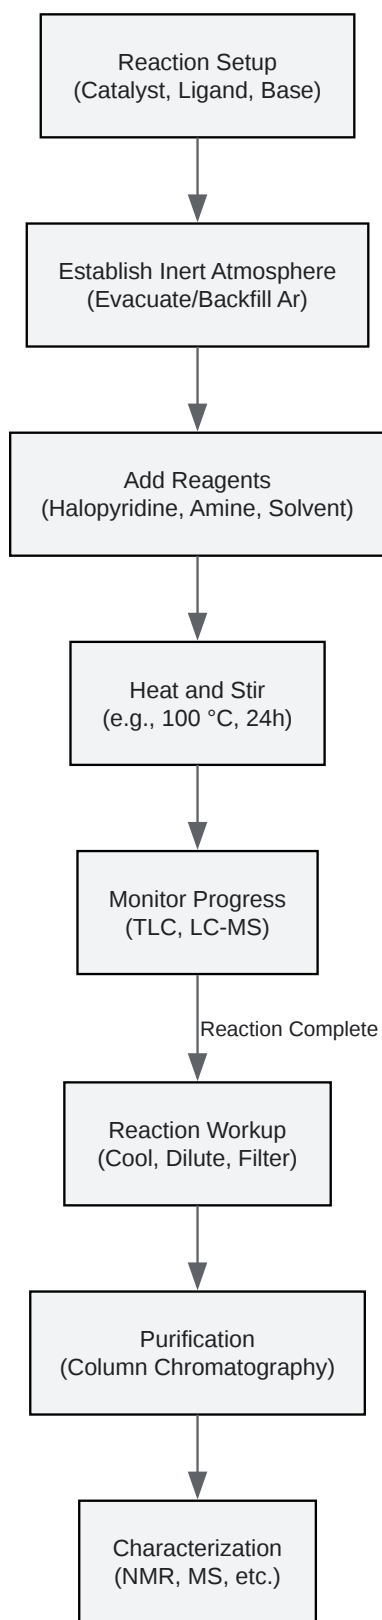 Reaction Setup
(Catalyst, Ligand, Base)
Establish Inert Atmosphere
(Evacuate/Backfill Ar)
Add Reagents
(Halopyridine, Amine, Solvent)
Heat and Stir
(e.g., 100 °C, 24h)
Monitor Progress
(TLC, LC-MS)
Reaction Complete
Reaction Workup
(Cool, Dilute, Filter)
Purification
(Column Chromatography)
Characterization
(NMR, MS, etc.)